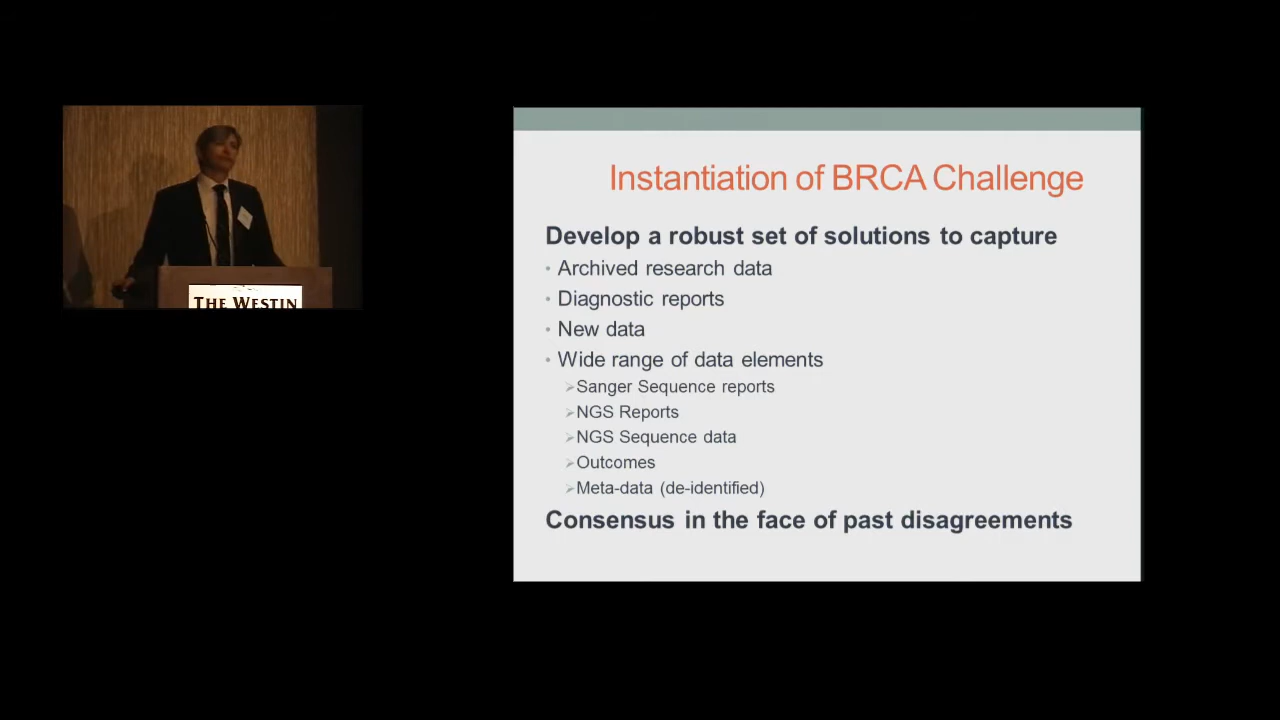 THE WESTIN
Instantiation of BRCA Challenge
Develop a robust set of solutions to capture
• Archived research data
• Diagnostic reports
• New data
• Wide range of data elements
➢Sanger Sequence reports
➢NGS Reports
➢NGS Sequence data
➢Outcomes
➢Meta-data (de-identified)
Consensus in the face of past disagreements